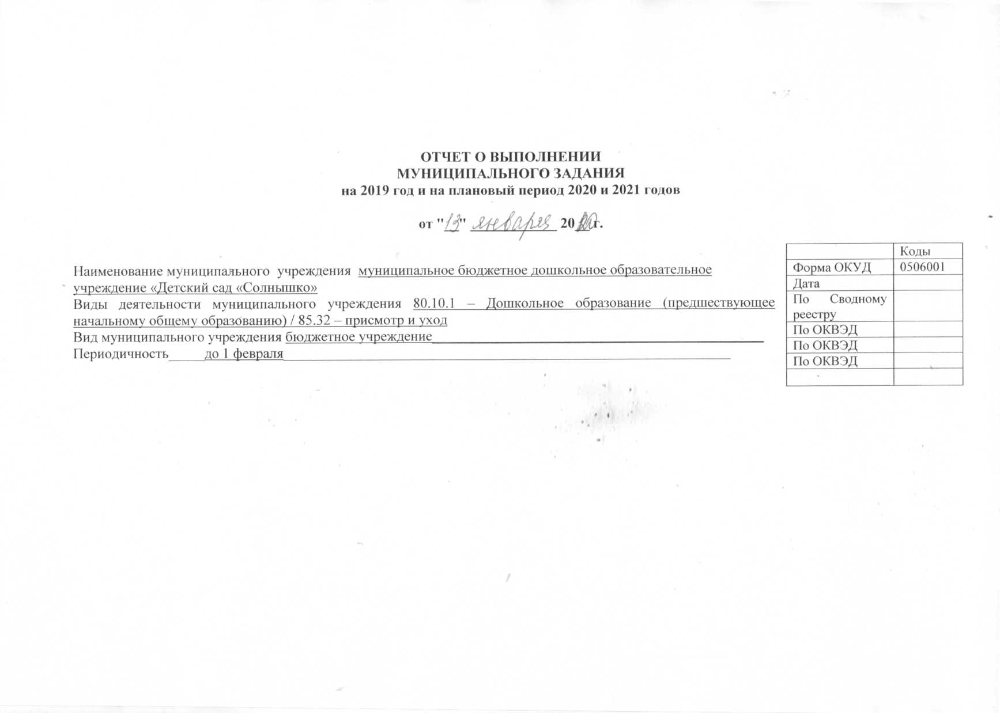 ОТЧЕТ О ВЫПОЛНЕНИИ
МУНИЦИПАЛЬНОГО ЗАДАНИЯ
на 2019 год и на плановый период 2020 и 2021 годов
от "13" января 2020 г.
Наименование муниципального учреждения муниципальное бюджетное дошкольное образовательное
учреждение «Детский сад «Солнышко»
Виды деятельности муниципального учреждения 80.10.1 – Дошкольное образование (предшествующее
начальному общему образованию) / 85.32 – присмотр и уход
Вид муниципального учреждения бюджетное учреждение
Периодичность до 1 февраля
Коды
Форма ОКУД 0506001
Дата
По Сводному
реестру
По ОКВЭД
По ОКВЭД
По ОКВЭД